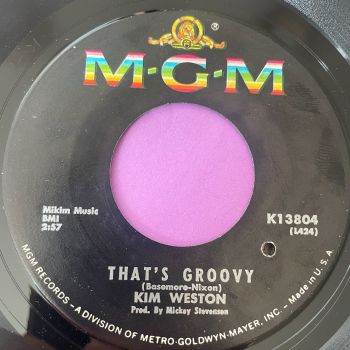 M-G-M
Mikim Music
BMI
2:57
K13804
(L424)
THAT'S GROOVY
(Basemore-Nixon)
KIM WESTON
Prod. By Mickey Stevenson
MGM RECORDS - A DIVISION OF METRO-GOLDWYN-MAYER, INC. - Made in U.S.A.